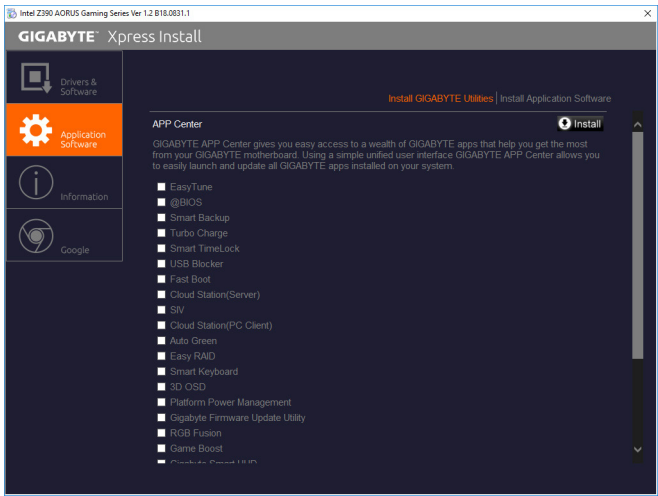 Intel Z390 AORUS Gaming Series Ver 1.2 B18.0831.1
GIGABYTE™ Xpress Install
Drivers &
Software
Install GIGABYTE Utilities | Install Application Software
Application
Software
APP Center
Install
GIGABYTE APP Center gives you easy access to a wealth of GIGABYTE apps that help you get the most
from your GIGABYTE motherboard. Using a simple unified user interface GIGABYTE APP Center allows you
to easily launch and update all GIGABYTE apps installed on your system.
Information
Google
EasyTune
@BIOS
Smart Backup
Turbo Charge
Smart TimeLock
USB Blocker
Fast Boot
Cloud Station(Server)
SIV
Cloud Station(PC Client)
Auto Green
Easy RAID
Smart Keyboard
3D OSD
Platform Power Management
Gigabyte Firmware Update Utility
RGB Fusion
Game Boost
Gigabyte Smart HUD